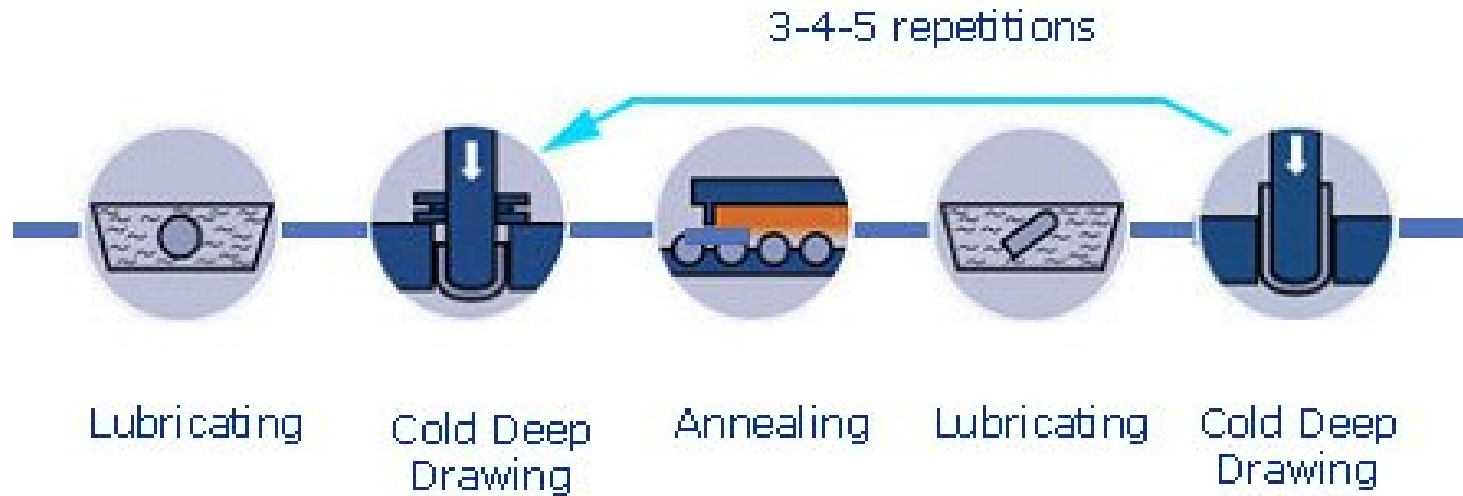 3-4-5 repetitions
Lubricating
Cold Deep
Drawing
Annealing
Lubricating
Cold Deep
Drawing